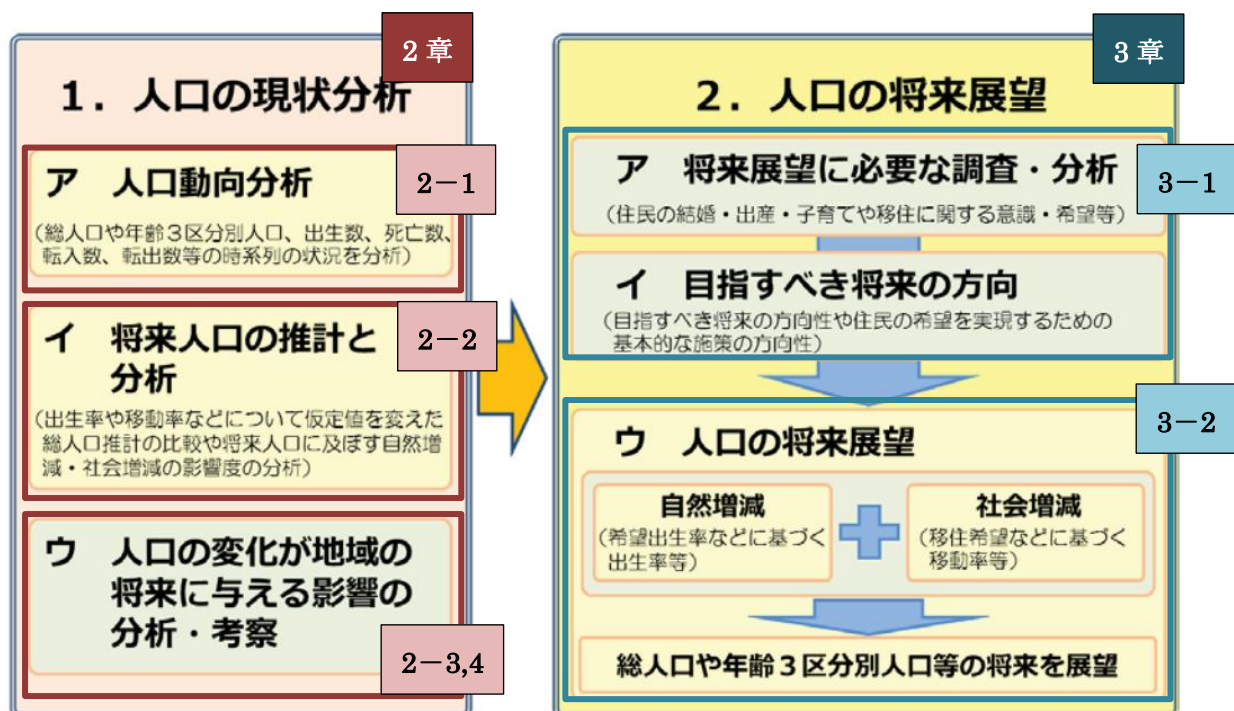 2章
1．人口の現状分析
ア 人口動向分析
2－1
(総人口や年齢３区分別人口、出生数、死亡数、
転入数、転出数等の時系列の状況を分析)
イ 将来人口の推計と
分析
2－2
(出生率や移動率などについて仮定値を変えた
総人口推計の比較や将来人口に及ぼす自然増
減・社会増減の影響度の分析)
ウ 人口の変化が地域の
将来に与える影響の
分析・考察
2－3,4
3章
2．人口の将来展望
ア 将来展望に必要な調査・分析
3－1
(住民の結婚・出産・子育てや移住に関する意識・希望等)
イ 目指すべき将来の方向
(目指すべき将来の方向性や住民の希望を実現するための
基本的な施策の方向性)
3－2
ウ 人口の将来展望
自然増減
(希望出生率などに基づく
出生率等)
社会増減
(移住希望などに基づく
移動率等)
総人口や年齢３区分別人口等の将来を展望